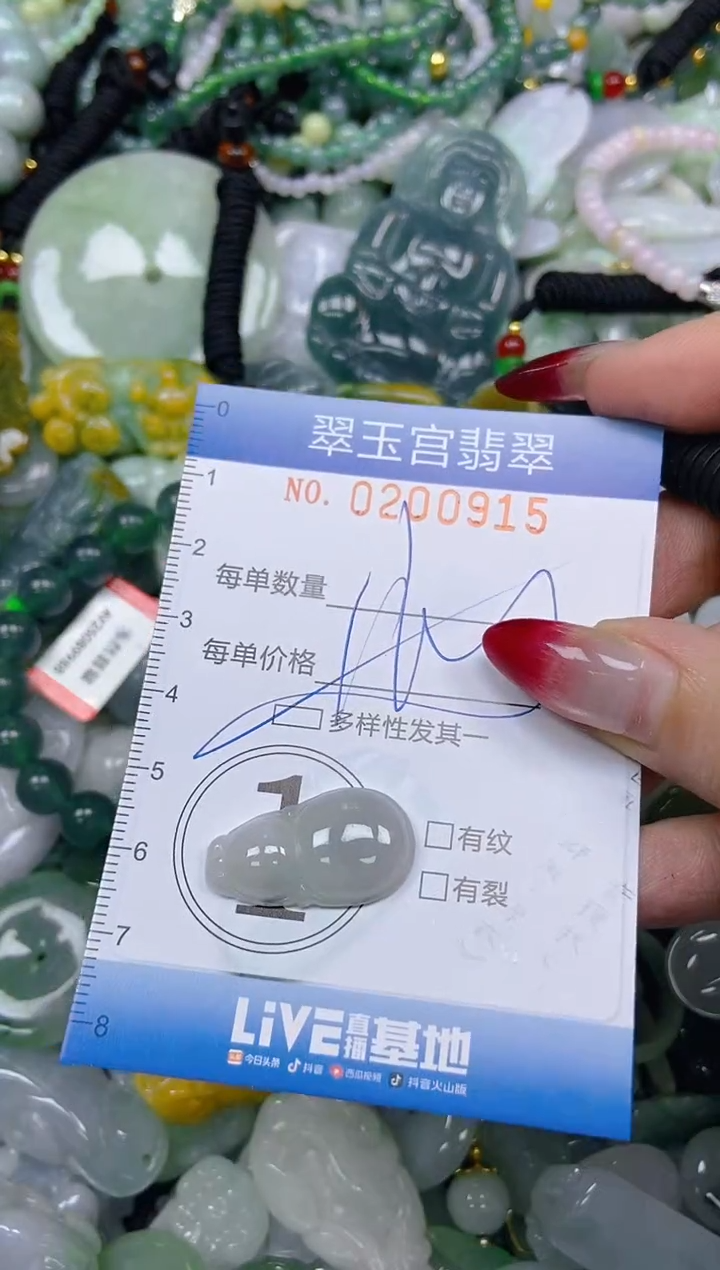 翠玉宫翡翠
NO. 0200915
每单数量
每单价格
多样性发其一
1
有纹
有裂
LiVE直播基地
今日头条 抖音 西瓜视频 抖音火山版
0
1
2
3
4
5
6
7
8